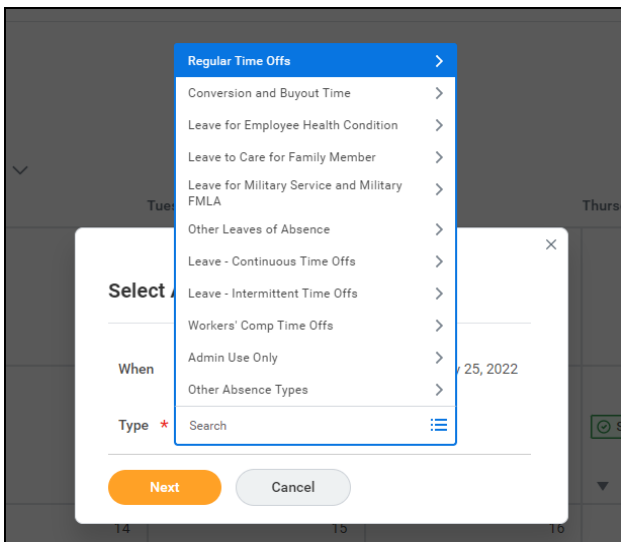 Regular Time Offs
Conversion and Buyout Time
Leave for Employee Health Condition
Leave to Care for Family Member
Leave for Military Service and Military
FMLA
Other Leaves of Absence
Leave - Continuous Time Offs
Leave - Intermittent Time Offs
Workers' Comp Time Offs
Admin Use Only
Other Absence Types
Search
Select
When
25, 2022
Type *
Next
Cancel
14
15
16